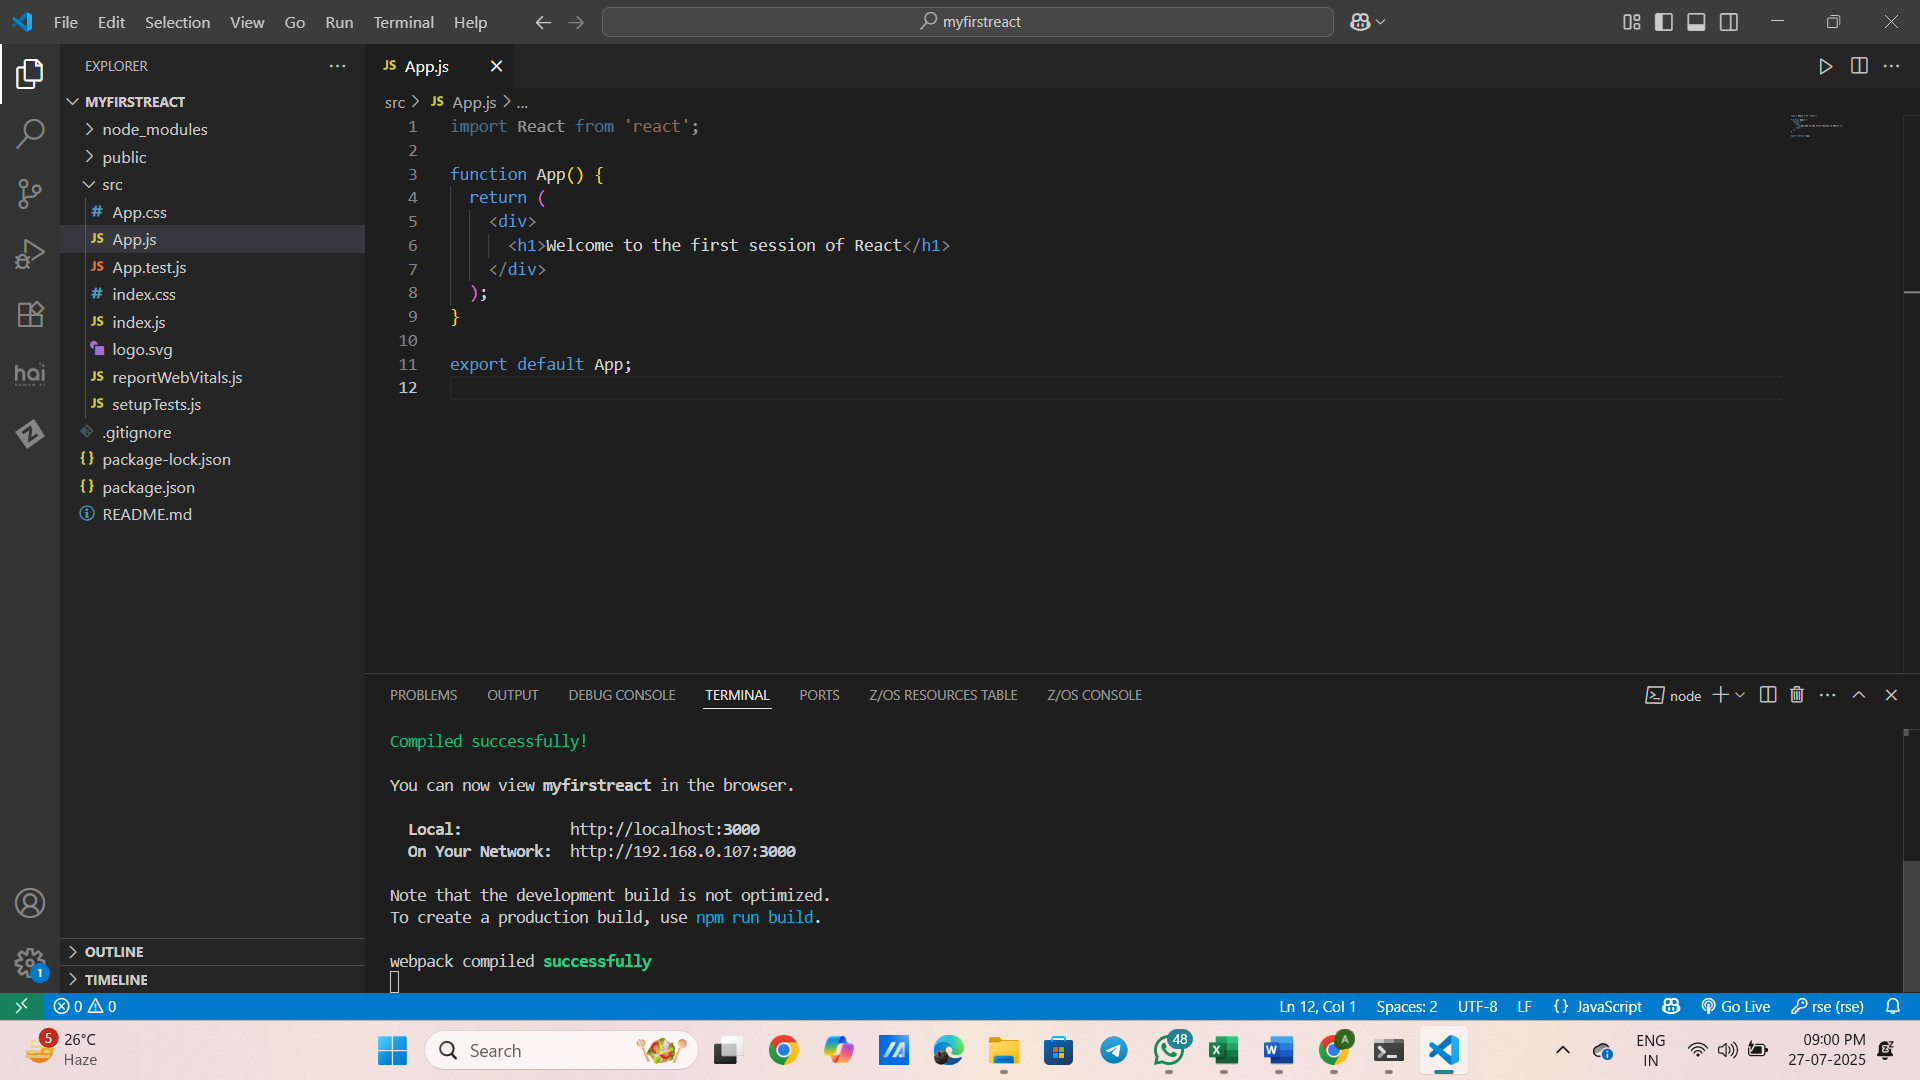 File Edit Selection View Go Run Terminal Help
myfirstreact
EXPLORER
MYFIRSTREACT
node_modules
public
src
# App.css
JS App.js
JS App.test.js
# index.css
JS index.js
logo.svg
JS reportWebVitals.js
JS setupTests.js
.gitignore
{} package-lock.json
{} package.json
README.md
OUTLINE
TIMELINE
hai
1
JS App.js
src > JS App.js > ...
1 import React from 'react';
2
3 function App() {
4 return (
5 <div>
6 <h1>Welcome to the first session of React</h1>
7 </div>
8 );
9 }
10
11 export default App;
12
PROBLEMS OUTPUT DEBUG CONSOLE TERMINAL PORTS Z/OS RESOURCES TABLE Z/OS CONSOLE
node
Compiled successfully!
You can now view myfirstreact in the browser.
Local: http://localhost:3000
On Your Network: http://192.168.0.107:3000
Note that the development build is not optimized.
To create a production build, use npm run build.
webpack compiled successfully
0 0 Ln 12, Col 1 Spaces: 2 UTF-8 LF {} JavaScript Go Live rse (rse)
5
26°C
Haze
Search
48
A
ENG
IN
09:00 PM
27-07-2025